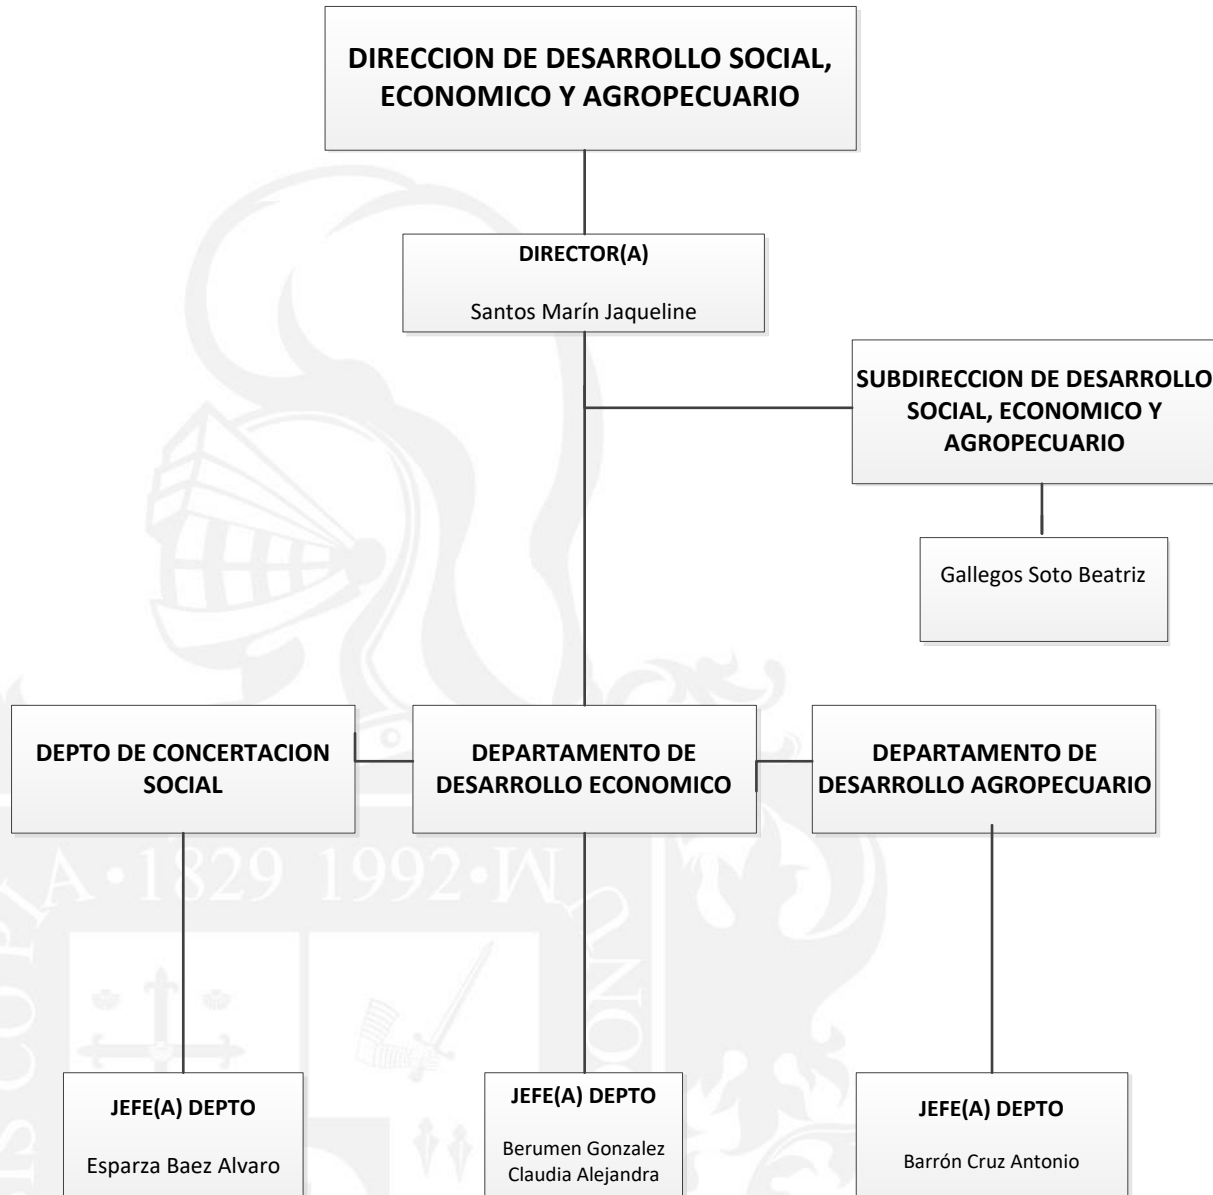 DIRECCION DE DESARROLLO SOCIAL,
ECONOMICO Y AGROPECUARIO
DIRECTOR(A)
Santos Marín Jaqueline
SUBDIRECCION DE DESARROLLO
SOCIAL, ECONOMICO Y
AGROPECUARIO
Gallegos Soto Beatriz
DEPTO DE CONCERTACION
SOCIAL
DEPARTAMENTO DE
DESARROLLO ECONOMICO
DEPARTAMENTO DE
DESARROLLO AGROPECUARIO
1829 1992
JEFE(A) DEPTO
Esparza Baez Alvaro
JEFE(A) DEPTO
Berumen Gonzalez
Claudia Alejandra
JEFE(A) DEPTO
Barrón Cruz Antonio